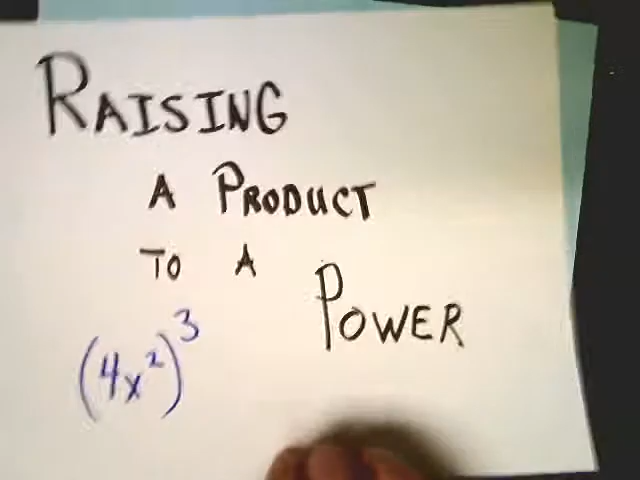 RAISING
A PRODUCT
TO A
POWER
(4x²)³